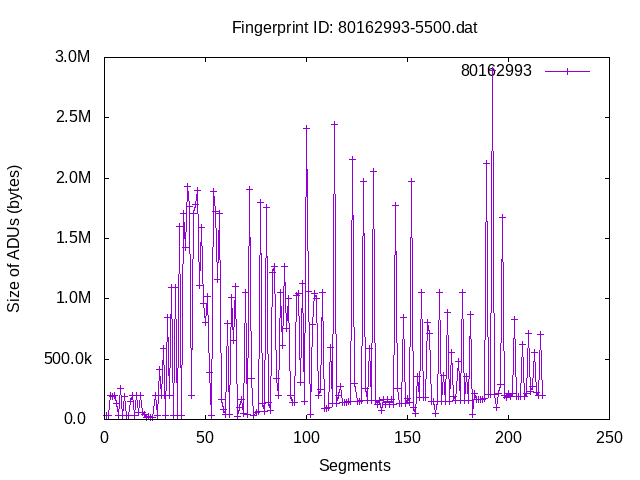 Fingerprint ID: 80162993-5500.dat
3.0M
80162993
2.5M
2.0M
1.5M
1.0M
500.0k
0.0
0 50 100 150 200 250
Size of ADUs (bytes)
Segments